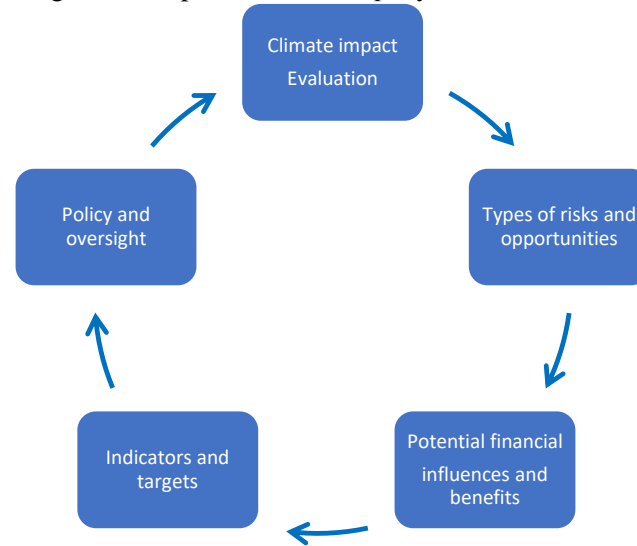 Climate impact
Evaluation
Types of risks and
opportunities
Potential financial
influences and
benefits
Indicators and
targets
Policy and
oversight